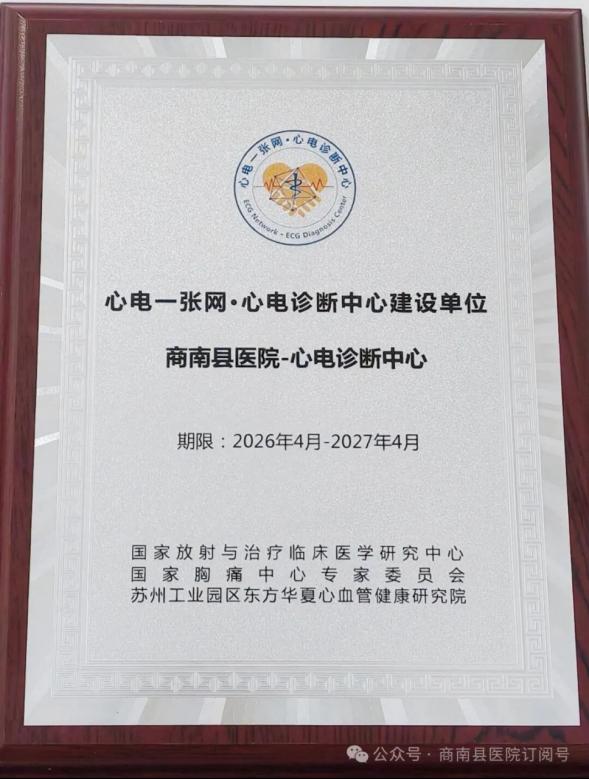 心电一张网·心电诊断中心
ECG Network - ECG Diagnosis Center
心电一张网·心电诊断中心建设单位
商南县医院-心电诊断中心
期限：2026年4月-2027年4月
国家放射与治疗临床医学研究中心
国家胸痛中心专家委员会
苏州工业园区东方华夏心血管健康研究院
公众号·商南县医院订阅号